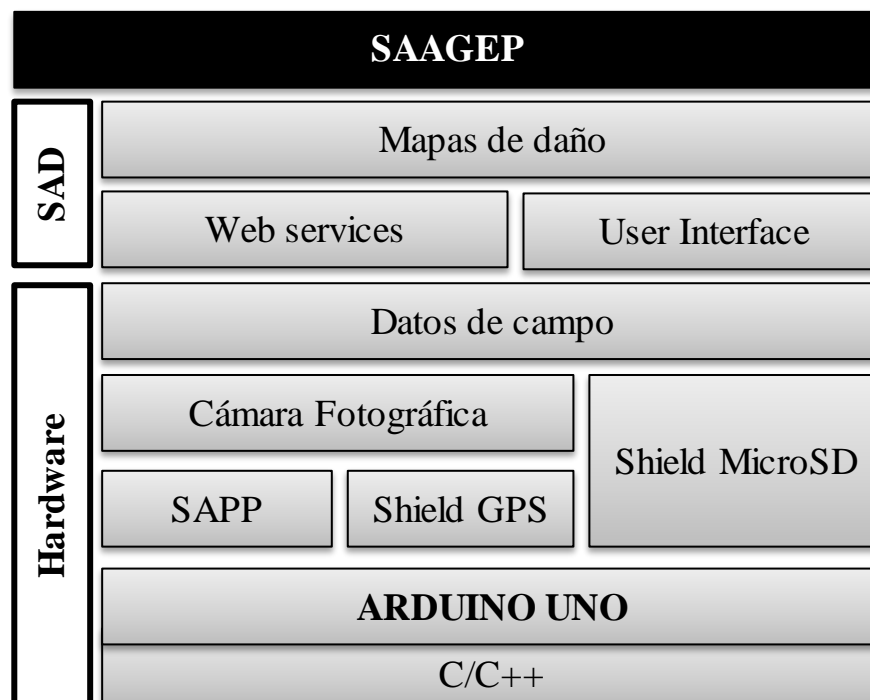 SAAGEP
SAD
Mapas de daño
Web services
User Interface
Hardware
Datos de campo
Cámara Fotográfica
Shield MicroSD
SAPP
Shield GPS
ARDUINO UNO
C/C++